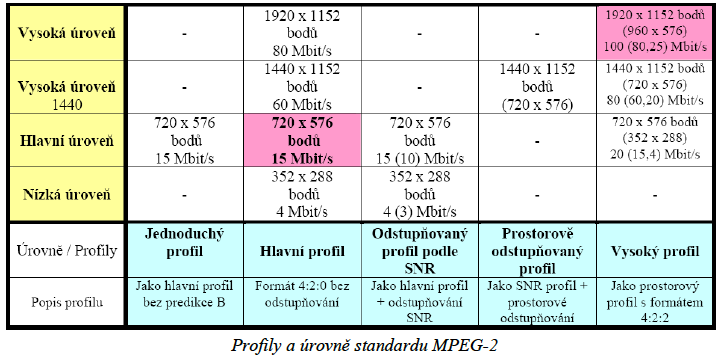 Vysoká úroveň
-
1920 x 1152
bodů
80 Mbit/s
-
-
1920 x 1152 bodů
(960 x 576)
100 (80,25) Mbit/s
Vysoká úroveň
1440
-
1440 x 1152
bodů
60 Mbit/s
-
1440 x 1152
bodů
(720 x 576)
1440 x 1152 bodů
(720 x 576)
80 (60,20) Mbit/s
Hlavní úroveň
720 x 576
bodů
15 Mbit/s
720 x 576
bodů
15 Mbit/s
720 x 576
bodů
15 (10) Mbit/s
-
720 x 576 bodů
(352 x 288)
20 (15,4) Mbit/s
Nízká úroveň
-
352 x 288
bodů
4 Mbit/s
352 x 288
bodů
4 (3) Mbit/s
-
-
Úrovně / Profily
Jednoduchý
profil
Hlavní profil
Odstupňovaný
profil podle
SNR
Prostorově
odstupňovaný
profil
Vysoký profil
Popis profilu
Jako hlavní profil
bez predikce B
Formát 4:2:0 bez
odstupňování
Jako hlavní profil
+ odstupňování
SNR
Jako SNR profil +
prostorové
odstupňování
Jako prostorový
profil s formátem
4:2:2
Profily a úrovně standardu MPEG-2